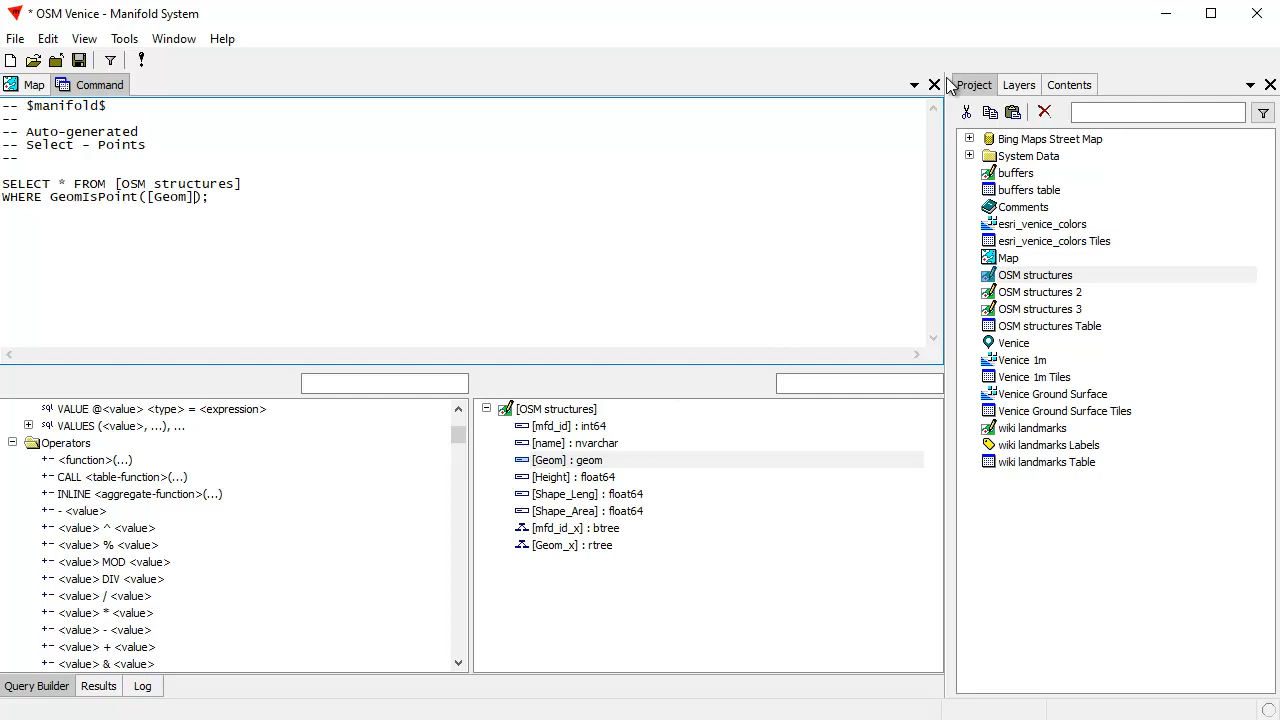 * OSM Venice - Manifold System
File Edit View Tools Window Help
Map Command
Project Layers Contents
-- $manifold$
--
-- Auto-generated
-- Select - Points
--
SELECT * FROM [OSM structures]
WHERE GeomIsPoint([Geom]);
Bing Maps Street Map
System Data
buffers
buffers table
Comments
esri_venice_colors
esri_venice_colors Tiles
Map
OSM structures
OSM structures 2
OSM structures 3
OSM structures Table
Venice
Venice 1m
Venice 1m Tiles
Venice Ground Surface
Venice Ground Surface Tiles
wiki landmarks
wiki landmarks Labels
wiki landmarks Table
sql VALUE @<value> <type> = <expression>
sql VALUES (<value>, ...), ...
Operators
<function>(...)
CALL <table-function>(...)
INLINE <aggregate-function>(...)
- <value>
<value> ^ <value>
<value> % <value>
<value> MOD <value>
<value> DIV <value>
<value> / <value>
<value> * <value>
<value> - <value>
<value> + <value>
<value> & <value>
[OSM structures]
[mfd_id] : int64
[name] : nvarchar
[Geom] : geom
[Height] : float64
[Shape_Leng] : float64
[Shape_Area] : float64
[mfd_id_x] : btree
[Geom_x] : rtree
Query Builder Results Log